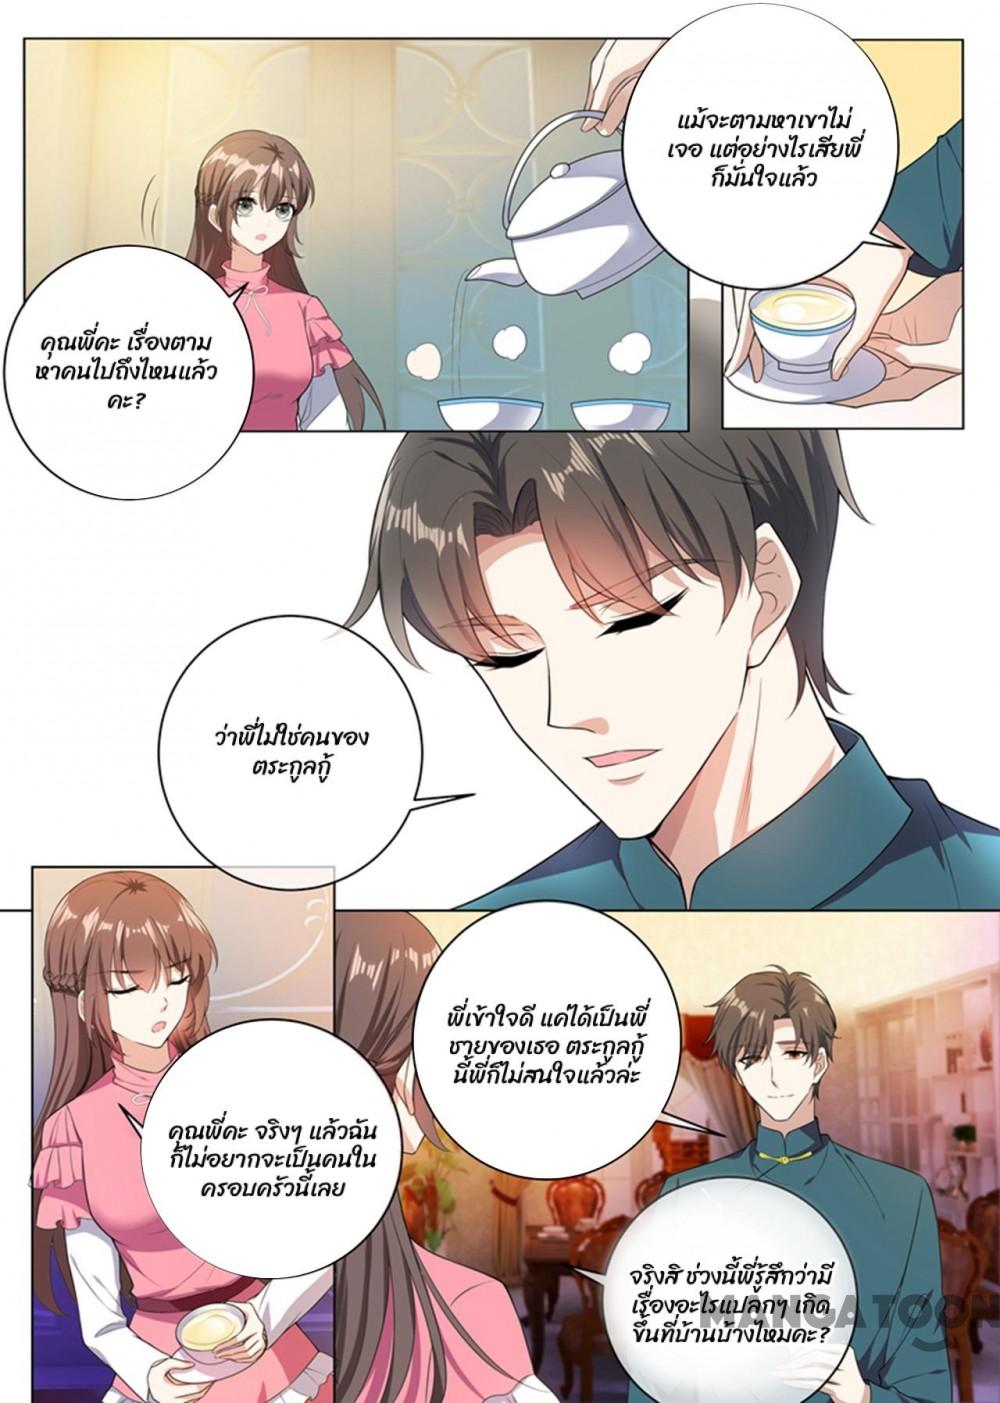 แม้จะตามหาเขาไม่
เจอ แต่อย่างไรเสียพี่
ก็มั่นใจแล้ว
คุณพี่คะ เรื่องตาม
หาคนไปถึงไหนแล้ว
คะ?
ว่าพี่ไม่ใช่คนของ
ตระกูลกู้
พี่เข้าใจดี แค่ได้เป็นพี่
ชายของเธอ ตระกูลกู้
นี้พี่ก็ไม่สนใจแล้วล่ะ
คุณพี่คะ จริงๆ แล้วฉัน
ก็ไม่อยากจะเป็นคนใน
ครอบครัวนี้เลย
จริงสิ ช่วงนี้พี่รู้สึกว่ามี
เรื่องอะไรแปลกๆ เกิด
ขึ้นที่บ้านบ้างไหมคะ?
MANGATOON